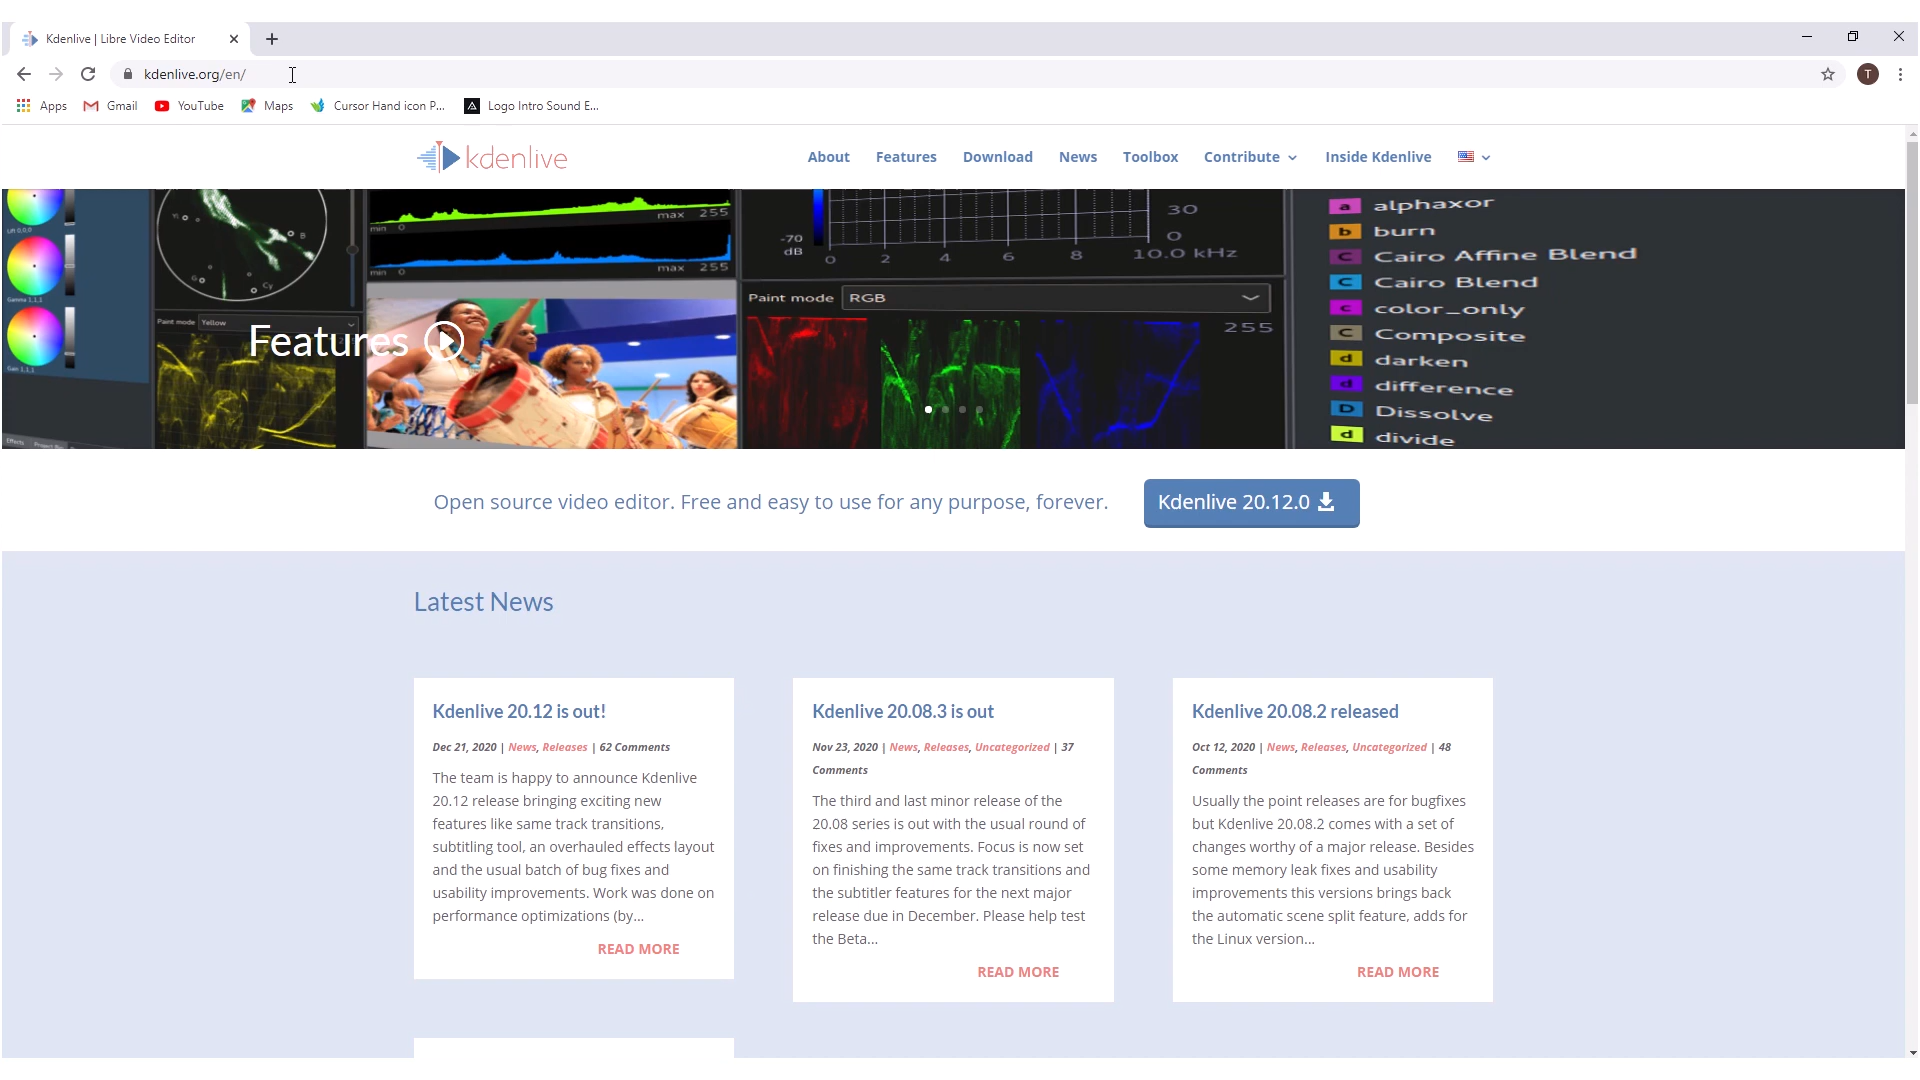 Kdenlive | Libre Video Editor
kdenlive.org/en/
T
Apps
Gmail
YouTube
Maps
Cursor Hand icon P...
Logo Intro Sound E...
kdenlive
About
Features
Download
News
Toolbox
Contribute
Inside Kdenlive
max 255
min 0
max 255
min 0
-70
dB
30
0
0 2 4 6 8 10.0 kHz
Paint mode RGB
255
Paint mode Yellow
alphaxor
burn
Cairo Affine Blend
Cairo Blend
color_only
Composite
darken
difference
Dissolve
divide
Features
Open source video editor. Free and easy to use for any purpose, forever.
Kdenlive 20.12.0
Latest News
Kdenlive 20.12 is out!
Dec 21, 2020 | News, Releases | 62 Comments
The team is happy to announce Kdenlive
20.12 release bringing exciting new
features like same track transitions,
subtitling tool, an overhauled effects layout
and the usual batch of bug fixes and
usability improvements. Work was done on
performance optimizations (by...
READ MORE
Kdenlive 20.08.3 is out
Nov 23, 2020 | News, Releases, Uncategorized | 37
Comments
The third and last minor release of the
20.08 series is out with the usual round of
fixes and improvements. Focus is now set
on finishing the same track transitions and
the subtitler features for the next major
release due in December. Please help test
the Beta...
READ MORE
Kdenlive 20.08.2 released
Oct 12, 2020 | News, Releases, Uncategorized | 48
Comments
Usually the point releases are for bugfixes
but Kdenlive 20.08.2 comes with a set of
changes worthy of a major release. Besides
some memory leak fixes and usability
improvements this versions brings back
the automatic scene split feature, adds for
the Linux version...
READ MORE